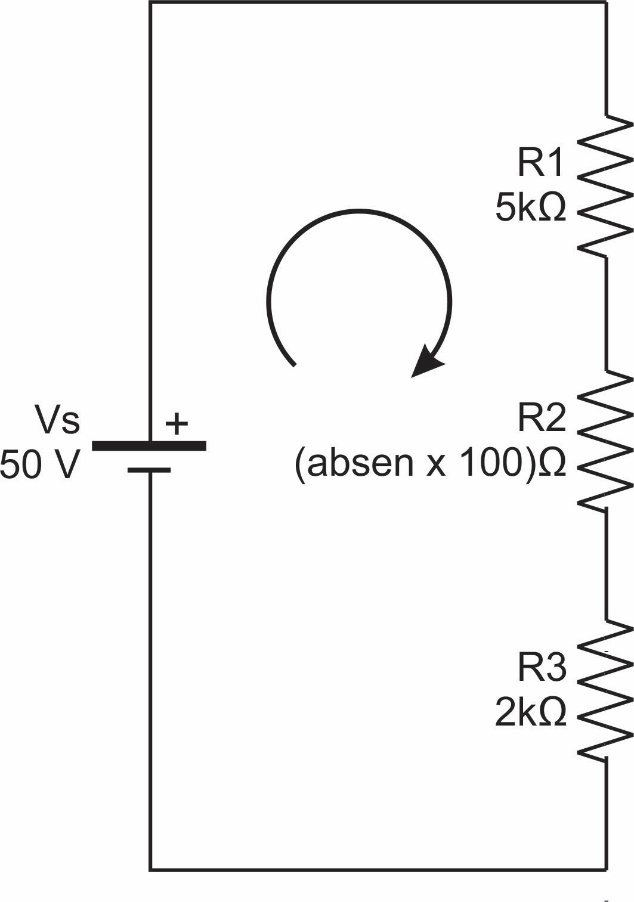 R1
5kΩ
Vs
50 V
+
R2
(absen x 100)Ω
R3
2kΩ